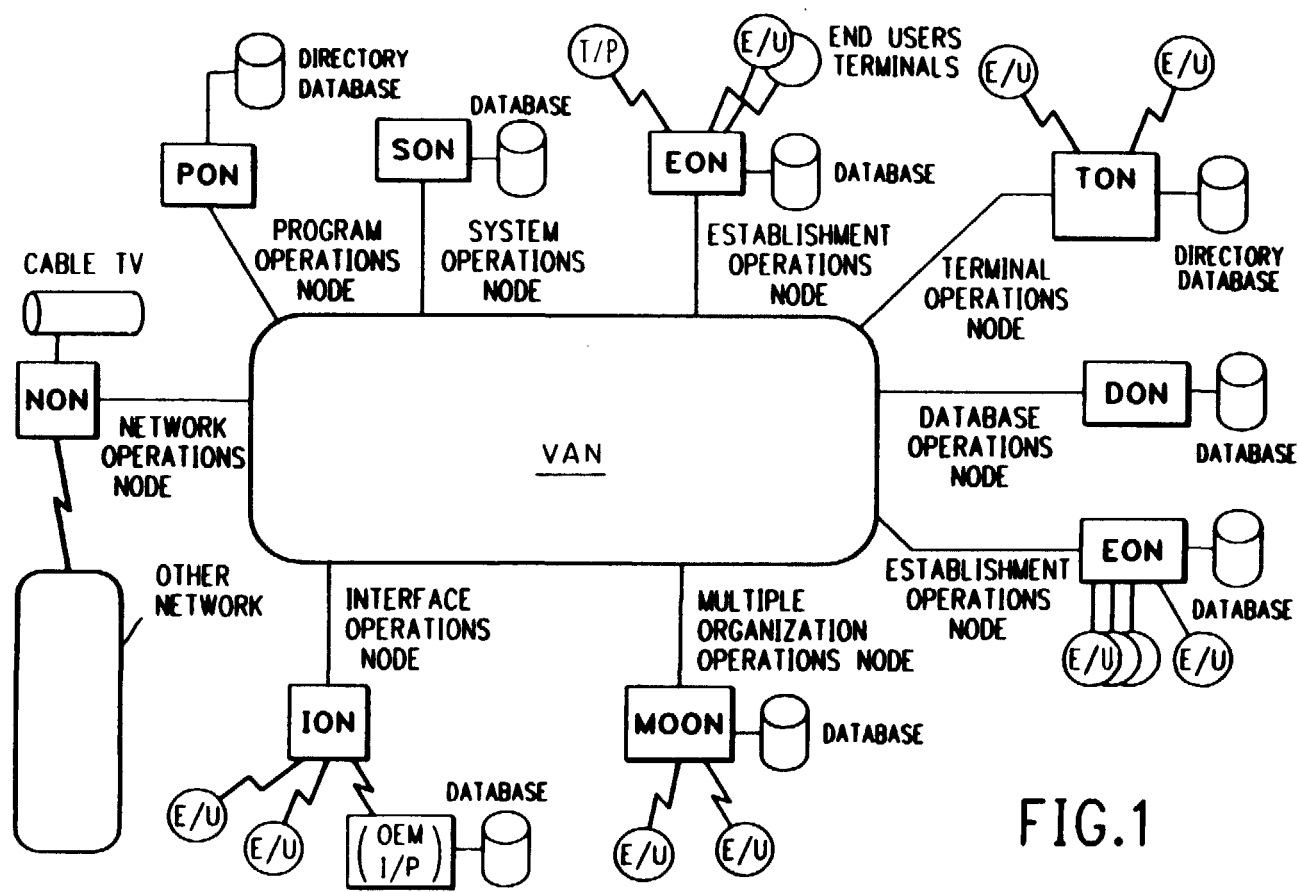 T/P
E/U
END USERS
TERMINALS
E/U
E/U
DIRECTORY
DATABASE
DATABASE
PON
SON
EON
DATABASE
TON
DIRECTORY
DATABASE
PROGRAM
OPERATIONS
NODE
SYSTEM
OPERATIONS
NODE
ESTABLISHMENT
OPERATIONS
NODE
TERMINAL
OPERATIONS
NODE
CABLE TV
NON
NETWORK
OPERATIONS
NODE
VAN
DATABASE
OPERATIONS
NODE
DON
DATABASE
OTHER
NETWORK
ESTABLISHMENT
OPERATIONS
NODE
EON
DATABASE
E/U
E/U
INTERFACE
OPERATIONS
NODE
MULTIPLE
ORGANIZATION
OPERATIONS NODE
ION
MOON
DATABASE
E/U
E/U
(OEM
I/P)
DATABASE
E/U
E/U
FIG.1